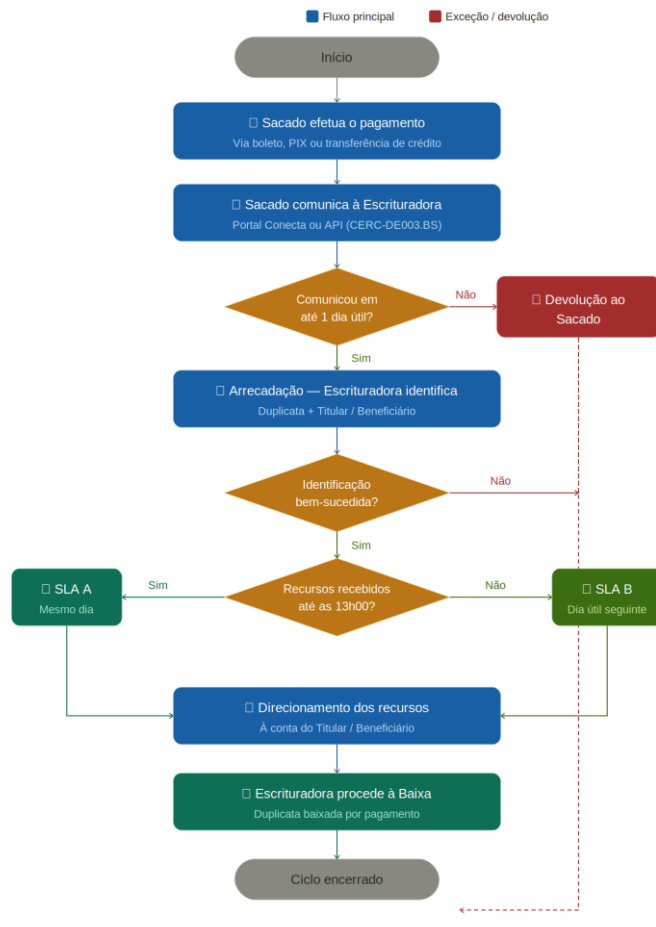 Fluxo principal
Exceção / devolução
Início
Sacado efetua o pagamento
Via boleto, PIX ou transferência de crédito
Sacado comunica à Escrituradora
Portal Conecta ou API (CERC-DE003.BS)
Comunicou em
até 1 dia útil?
Não
Devolução ao
Sacado
Sim
Arrecadação — Escrituradora identifica
Duplicata + Titular / Beneficiário
Identificação
bem-sucedida?
Não
Sim
SLA A
Mesmo dia
Sim
Recursos recebidos
até as 13h00?
Não
SLA B
Dia útil seguinte
Direcionamento dos recursos
À conta do Titular / Beneficiário
Escrituradora procede à Baixa
Duplicata baixada por pagamento
Ciclo encerrado